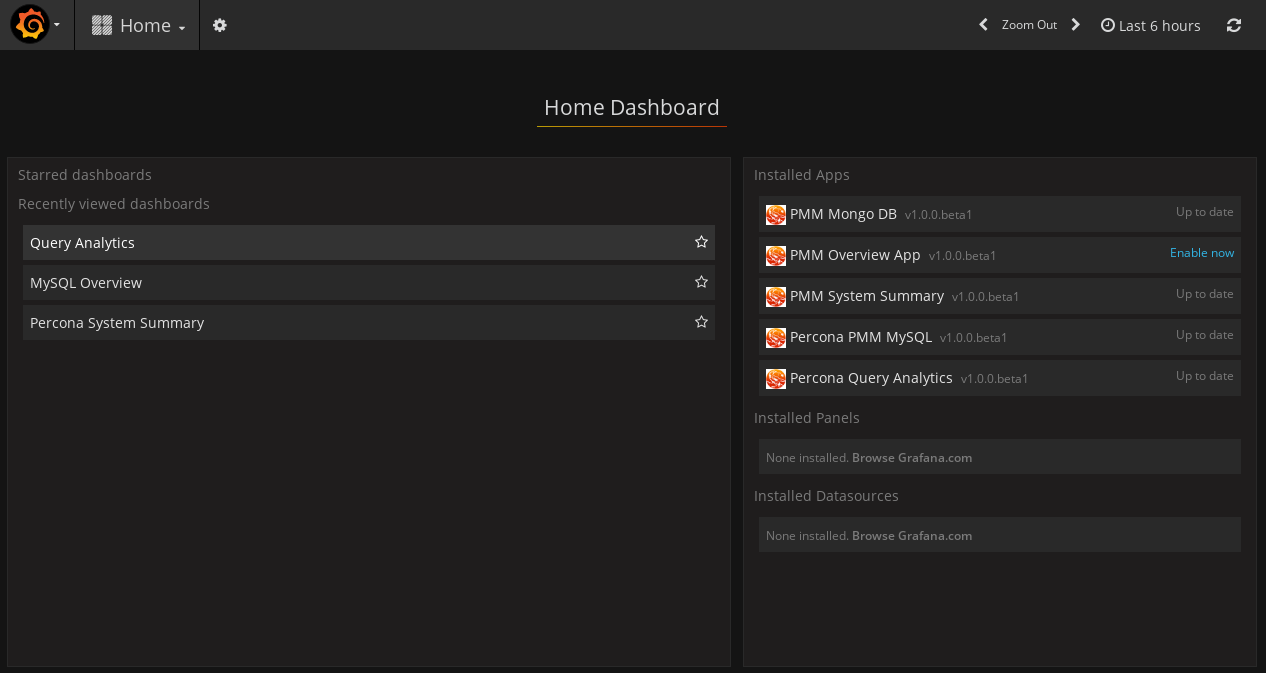 Home
Zoom Out
Last 6 hours
Home Dashboard
Starred dashboards
Recently viewed dashboards
Query Analytics
MySQL Overview
Percona System Summary
Installed Apps
PMM Mongo DB v1.0.0.beta1 Up to date
PMM Overview App v1.0.0.beta1 Enable now
PMM System Summary v1.0.0.beta1 Up to date
Percona PMM MySQL v1.0.0.beta1 Up to date
Percona Query Analytics v1.0.0.beta1 Up to date
Installed Panels
None installed. Browse Grafana.com
Installed Datasources
None installed. Browse Grafana.com